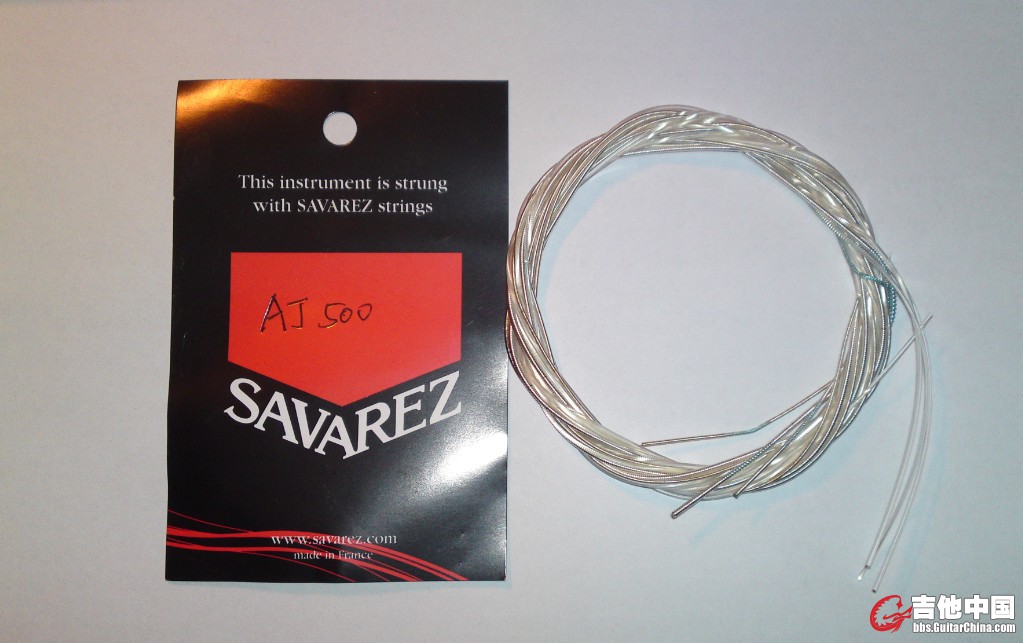 This instrument is strung
with SAVAREZ strings
AJ 500
SAVAREZ
www.savarez.com
made in France
吉他中国
bbs.GuitarChina.com